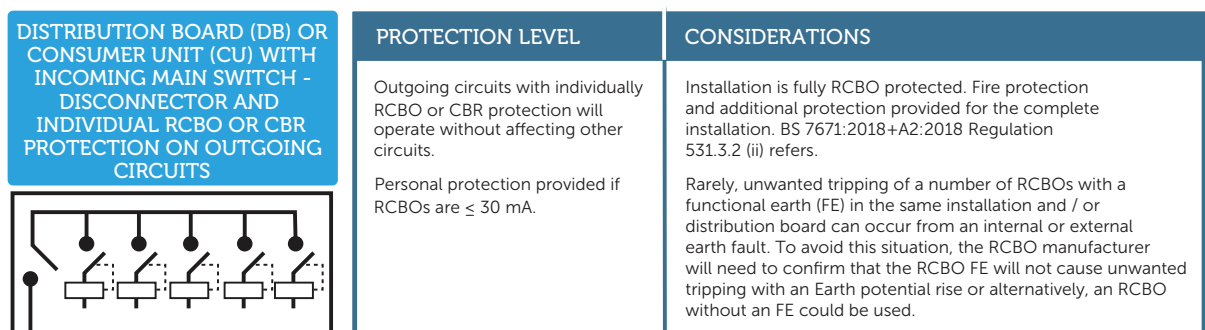 DISTRIBUTION BOARD (DB) OR
CONSUMER UNIT (CU) WITH
INCOMING MAIN SWITCH -
DISCONNECTOR AND
INDIVIDUAL RCBO OR CBR
PROTECTION ON OUTGOING
CIRCUITS
PROTECTION LEVEL
Outgoing circuits with individually
RCBO or CBR protection will
operate without affecting other
circuits.
Personal protection provided if
RCBOs are ≤ 30 mA.
CONSIDERATIONS
Installation is fully RCBO protected. Fire protection
and additional protection provided for the complete
installation. BS 7671:2018+A2:2018 Regulation
531.3.2 (ii) refers.
Rarely, unwanted tripping of a number of RCBOs with a
functional earth (FE) in the same installation and / or
distribution board can occur from an internal or external
earth fault. To avoid this situation, the RCBO manufacturer
will need to confirm that the RCBO FE will not cause unwanted
tripping with an Earth potential rise or alternatively, an RCBO
without an FE could be used.